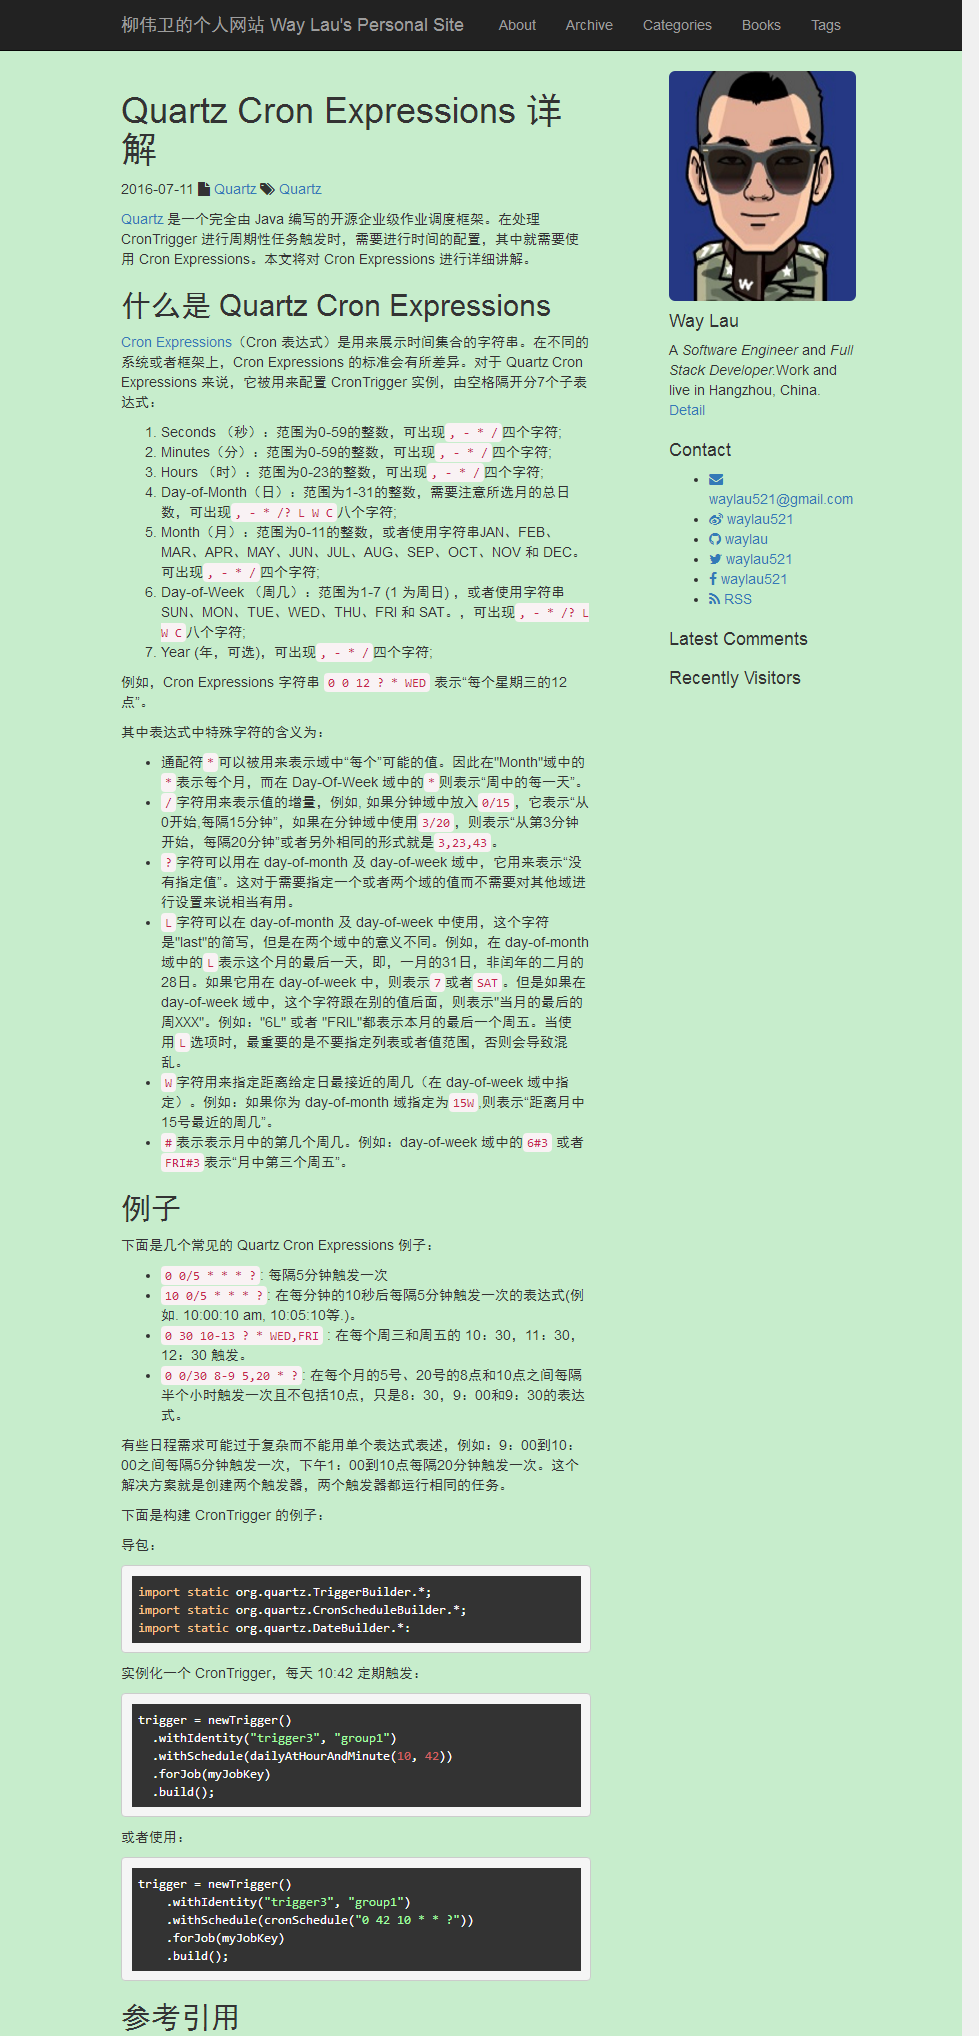 柳伟卫的个人网站 Way Lau's Personal Site About Archive Categories Books Tags
Quartz Cron Expressions 详
解
2016-07-11 Quartz Quartz
Quartz 是一个完全由 Java 编写的开源企业级作业调度框架。在处理
CronTrigger 进行周期性任务触发时，需要进行时间的配置，其中就需要使
用 Cron Expressions。本文将对 Cron Expressions 进行详细讲解。
什么是 Quartz Cron Expressions
Cron Expressions（Cron 表达式）是用来展示时间集合的字符串。在不同的
系统或者框架上，Cron Expressions 的标准会有所差异。对于 Quartz Cron
Expressions 来说，它被用来配置 CronTrigger 实例，由空格隔开分7个子表
达式：
1. Seconds （秒）：范围为0-59的整数，可出现 , - * / 四个字符;
2. Minutes（分）：范围为0-59的整数，可出现 , - * / 四个字符;
3. Hours （时）：范围为0-23的整数，可出现 , - * / 四个字符;
4. Day-of-Month（日）：范围为1-31的整数，需要注意所选月的总日
数，可出现 , - * /? L W C 八个字符;
5. Month（月）：范围为0-11的整数，或者使用字符串JAN、FEB、
MAR、APR、MAY、JUN、JUL、AUG、SEP、OCT、NOV 和 DEC。
可出现 , - * / 四个字符;
6. Day-of-Week （周几）：范围为1-7 (1 为周日) ，或者使用字符串
SUN、MON、TUE、WED、THU、FRI 和 SAT。，可出现 , - * /? L
W C 八个字符;
7. Year (年，可选)，可出现 , - * / 四个字符;
例如，Cron Expressions 字符串 0 0 12 ? * WED 表示“每个星期三的12
点”。
其中表达式中特殊字符的含义为：
• 通配符 * 可以被用来表示域中“每个”可能的值。因此在"Month"域中的
* 表示每个月，而在 Day-Of-Week 域中的 * 则表示“周中的每一天”。
• / 字符用来表示值的增量，例如, 如果分钟域中放入 0/15 ，它表示“从
0开始,每隔15分钟”，如果在分钟域中使用 3/20 ，则表示“从第3分钟
开始，每隔20分钟”或者另外相同的形式就是 3,23,43 。
• ? 字符可以用在 day-of-month 及 day-of-week 域中，它用来表示“没
有指定值”。这对于需要指定一个或者两个域的值而不需要对其他域进
行设置来说相当有用。
• L 字符可以在 day-of-month 及 day-of-week 中使用，这个字符
是"last"的简写，但是在两个域中的意义不同。例如，在 day-of-month
域中的 L 表示这个月的最后一天，即，一月的31日，非闰年的二月的
28日。如果它用在 day-of-week 中，则表示 7 或者 SAT 。但是如果在
day-of-week 域中，这个字符跟在别的值后面，则表示"当月的最后的
周XXX"。例如："6L" 或者 "FRIL"都表示本月的最后一个周五。当使
用 L 选项时，最重要的是不要指定列表或者值范围，否则会导致混
乱。
• W 字符用来指定距离给定日最接近的周几（在 day-of-week 域中指
定）。例如：如果你为 day-of-month 域指定为 15W ,则表示“距离月中
15号最近的周几”。
• # 表示表示月中的第几个周几。例如：day-of-week 域中的 6#3 或者
FRI#3 表示“月中第三个周五”。
例子
下面是几个常见的 Quartz Cron Expressions 例子：
• 0 0/5 * * * ? : 每隔5分钟触发一次
• 10 0/5 * * * ? : 在每分钟的10秒后每隔5分钟触发一次的表达式(例
如. 10:00:10 am, 10:05:10等.)。
• 0 30 10-13 ? * WED,FRI : 在每个周三和周五的 10：30，11：30，
12：30 触发。
• 0 0/30 8-9 5,20 * ? : 在每个月的5号、20号的8点和10点之间每隔
半个小时触发一次且不包括10点，只是8：30，9：00和9：30的表达
式。
有些日程需求可能过于复杂而不能用单个表达式表述，例如：9：00到10：
00之间每隔5分钟触发一次，下午1：00到10点每隔20分钟触发一次。这个
解决方案就是创建两个触发器，两个触发器都运行相同的任务。
下面是构建 CronTrigger 的例子：
导包：
import static org.quartz.TriggerBuilder.*;
import static org.quartz.CronScheduleBuilder.*;
import static org.quartz.DateBuilder.*:
实例化一个 CronTrigger，每天 10:42 定期触发：
trigger = newTrigger()
.withIdentity("trigger3", "group1")
.withSchedule(dailyAtHourAndMinute(10, 42))
.forJob(myJobKey)
.build();
或者使用：
trigger = newTrigger()
.withIdentity("trigger3", "group1")
.withSchedule(cronSchedule("0 42 10 * * ?"))
.forJob(myJobKey)
.build();
参考引用
W
Way Lau
A Software Engineer and Full
Stack Developer.Work and
live in Hangzhou, China.
Detail
Contact
waylau521@gmail.com
waylau521
waylau
waylau521
waylau521
RSS
Latest Comments
Recently Visitors